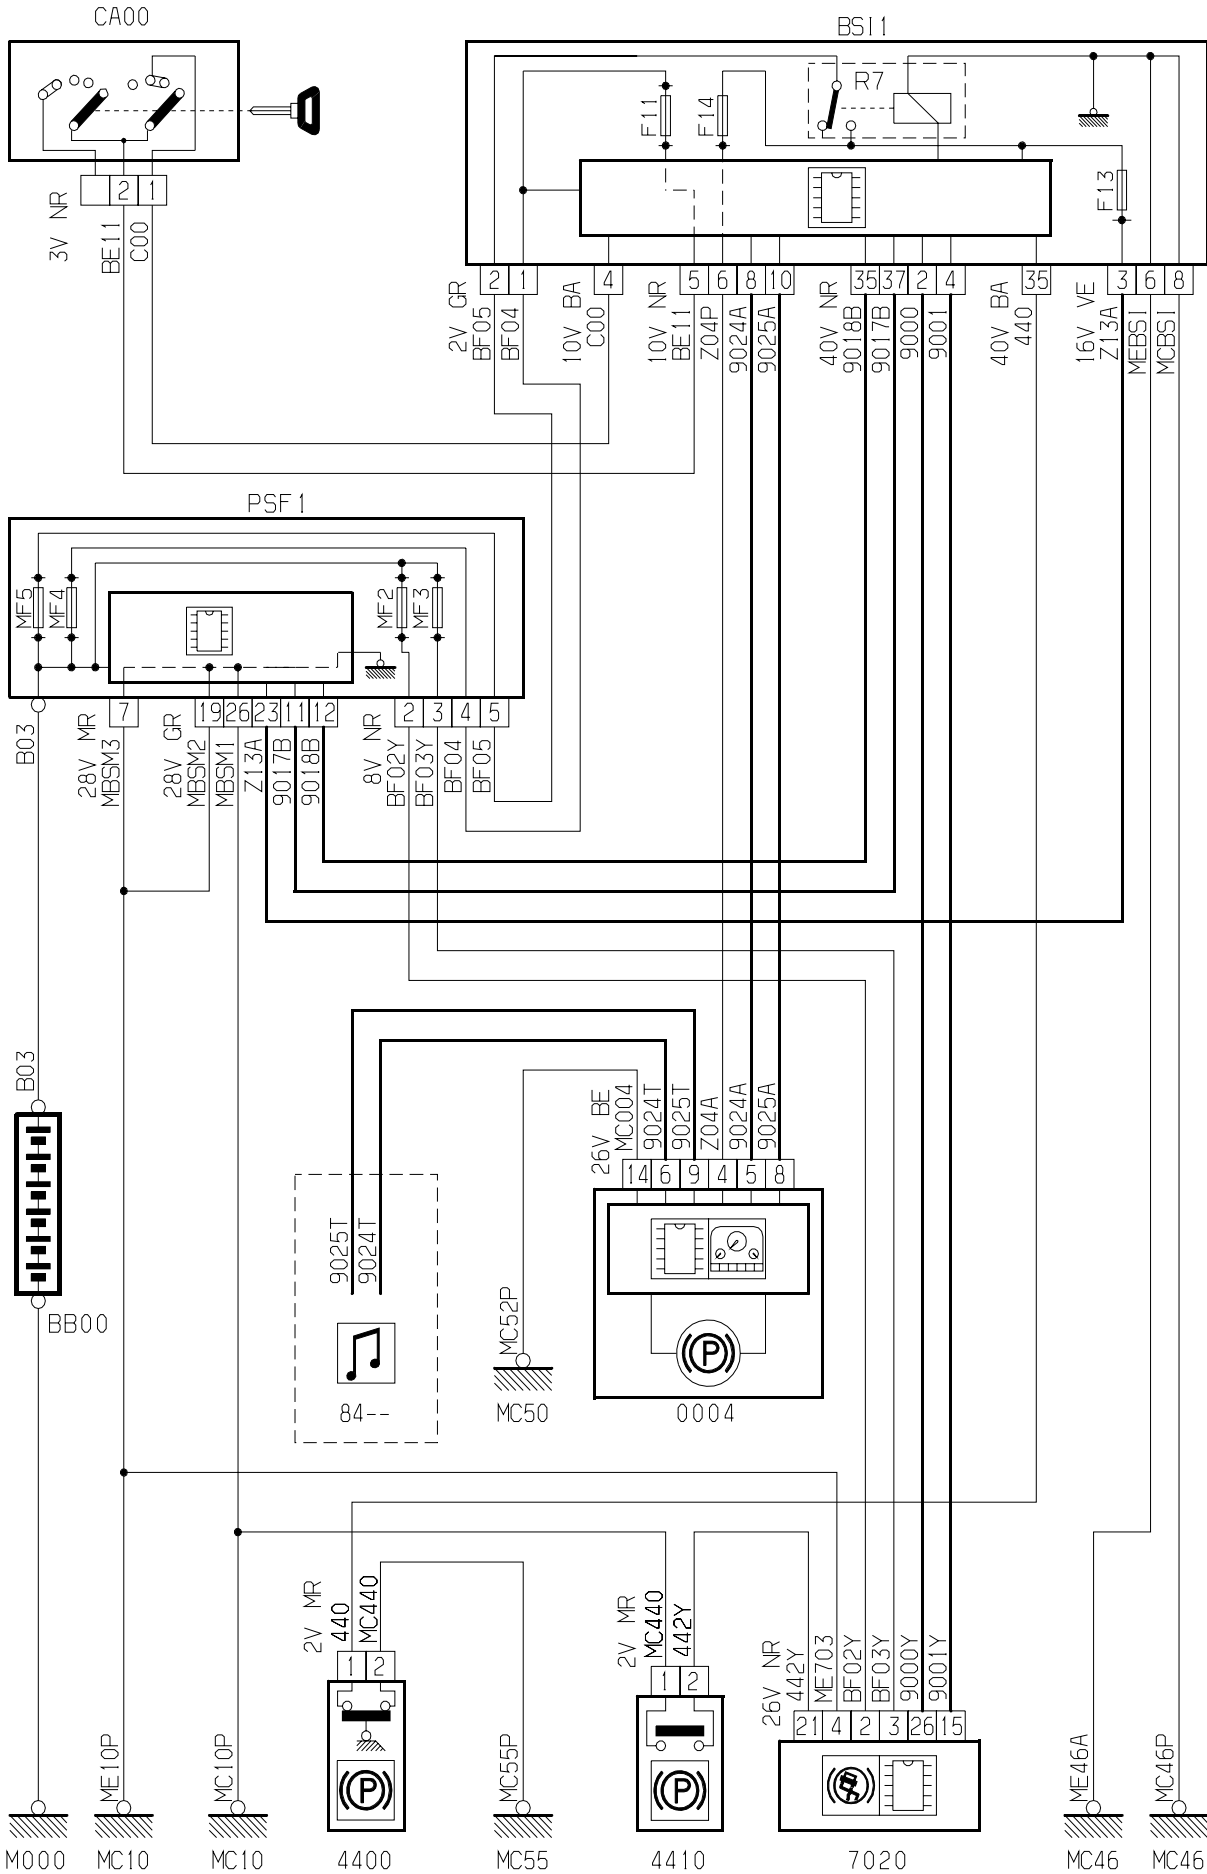 CA00
BSI1
R7
F11
F14
F13
2
1
3V NR
BE11
C00
2
1
4
5
6
8
10
35
37
2
4
35
3
6
8
2V GR
BF05
BF04
10V BA
C00
10V NR
BE11
Z04P
9024A
9025A
40V NR
9018B
9017B
9000
9001
40V BA
440
16V VE
Z13A
MEBSI
MCBSI
PSF1
MF5
MF4
MF2
MF3
7
19
26
23
11
12
2
3
4
5
B03
28V MR
MBSM3
28V GR
MBSM2
MBSM1
Z13A
9017B
9018B
8V NR
BF02Y
BF03Y
BF04
BF05
B03
BB00
26V BE
MC004
9024T
9025T
Z04A
9024A
9025A
14
6
9
4
5
8
9025T
9024T
84--
MC52P
MC50
P
0004
2V MR
440
MC440
1
2
P
2V MR
MC440
442Y
1
2
P
26V NR
442Y
ME703
BF02Y
BF03Y
9000Y
9001Y
21
4
2
3
26
15
ME10P
MC10P
MC55P
ME46A
MC46P
M000
MC10
MC10
4400
MC55
4410
7020
MC46
MC46